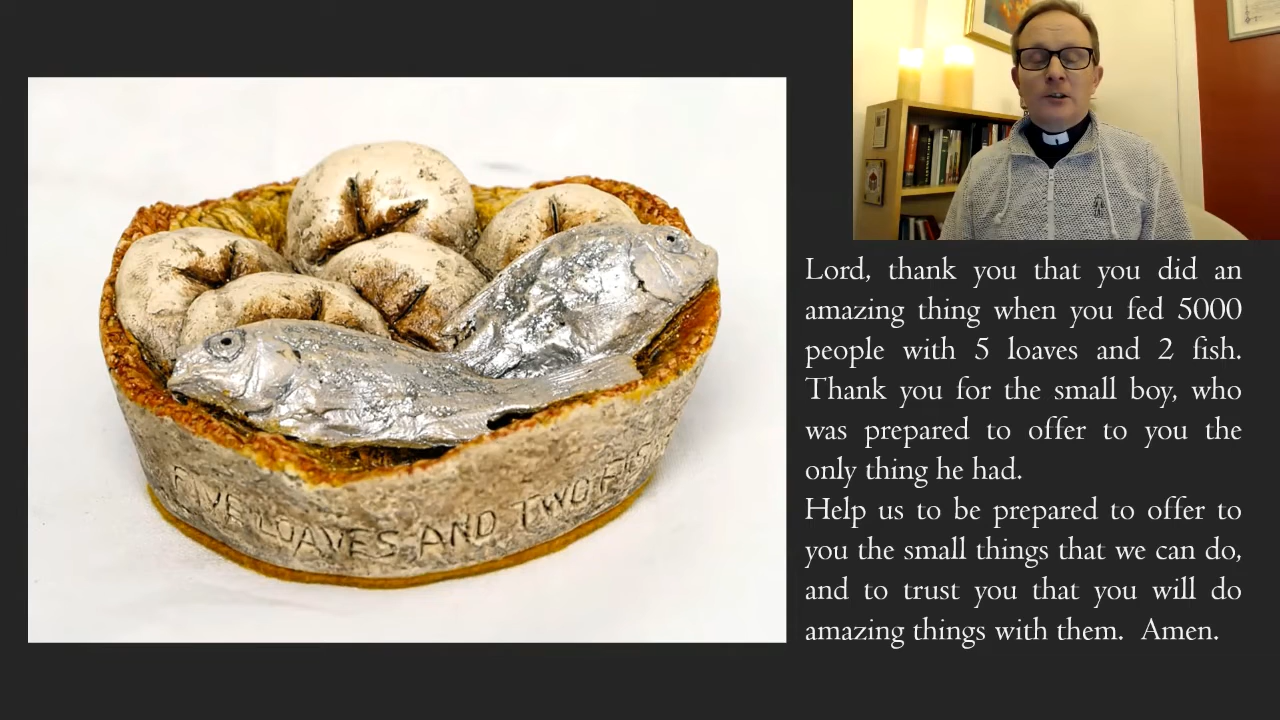 FIVE LOAVES AND TWO FISH
Lord, thank you that you did an
amazing thing when you fed 5000
people with 5 loaves and 2 fish.
Thank you for the small boy, who
was prepared to offer to you the
only thing he had.
Help us to be prepared to offer to
you the small things that we can do,
and to trust you that you will do
amazing things with them. Amen.